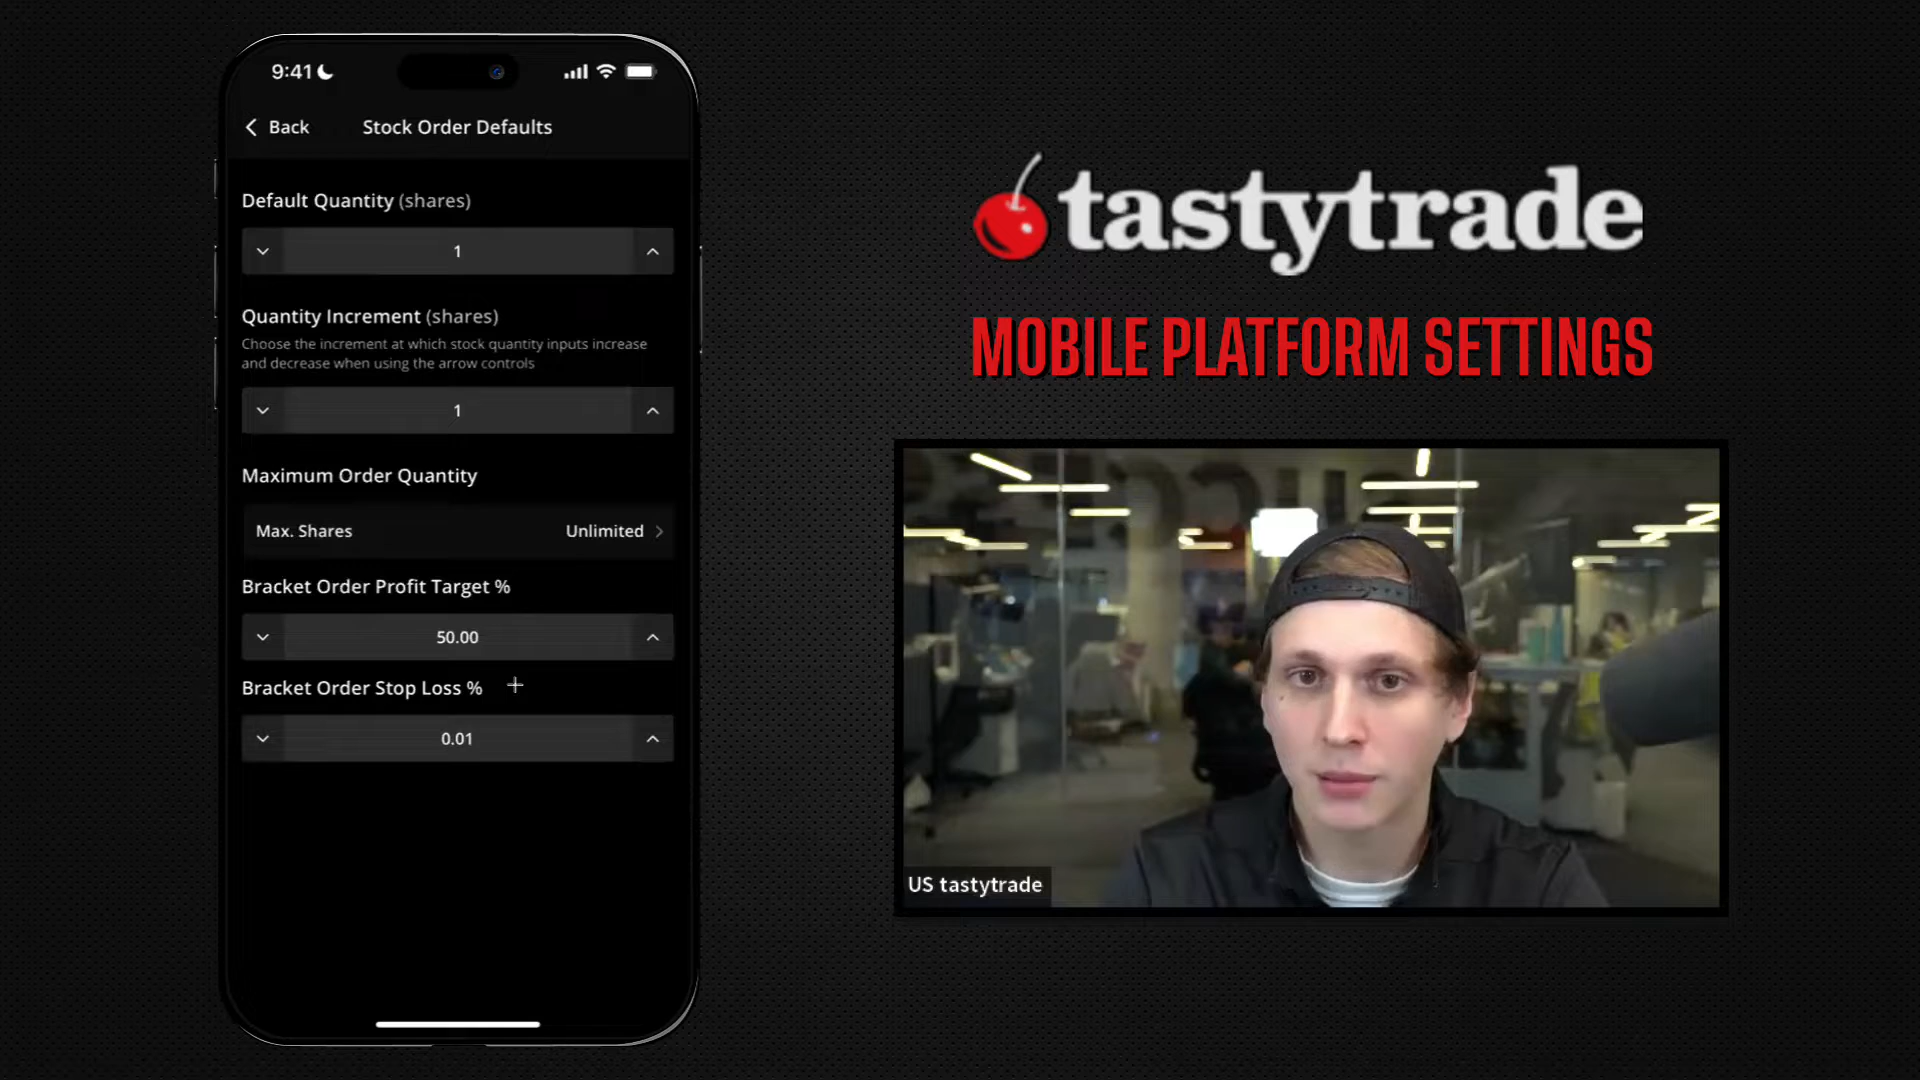 9:41
Back
Stock Order Defaults
Default Quantity (shares)
1
Quantity Increment (shares)
Choose the increment at which stock quantity inputs increase
and decrease when using the arrow controls
1
Maximum Order Quantity
Max. Shares
Unlimited
Bracket Order Profit Target %
50.00
Bracket Order Stop Loss %
0.01
tastytrade
MOBILE PLATFORM SETTINGS
US tastytrade